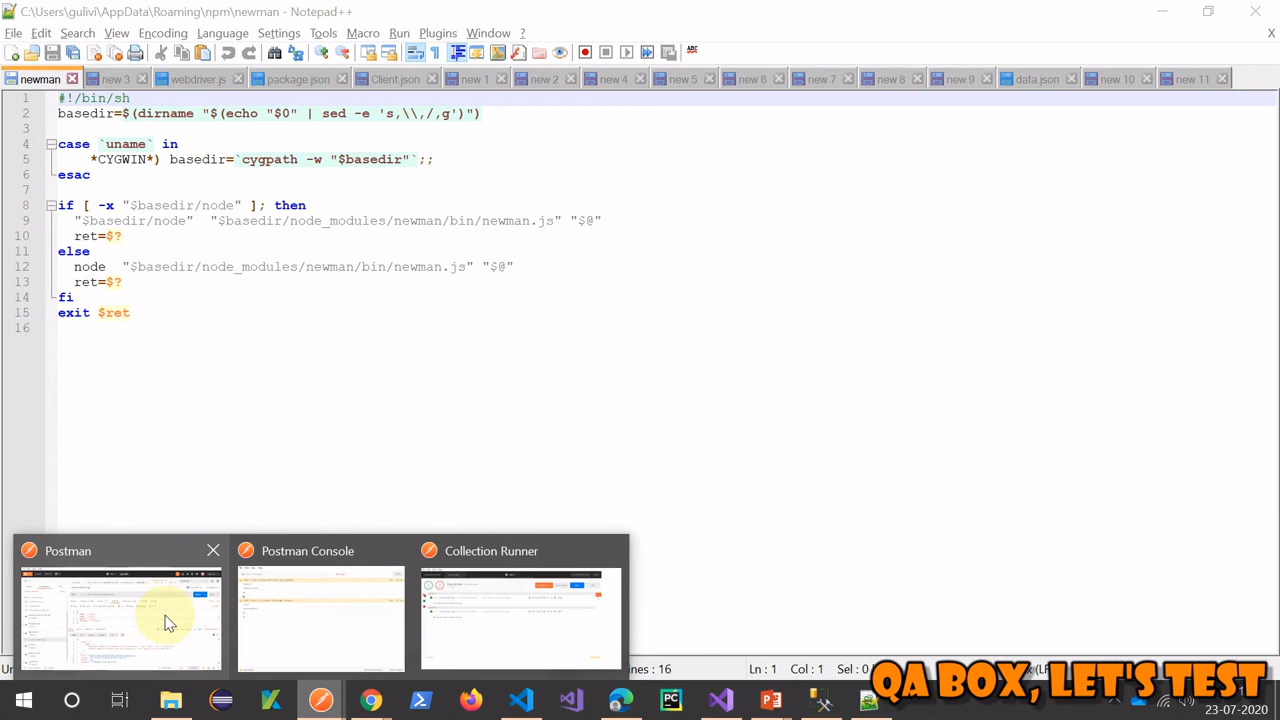 C:\Users\gulivi\AppData\Roaming\npm\newman - Notepad++
File Edit Search View Encoding Language Settings Tools Macro Run Plugins Window ? X
newman new 3 webdriver.js package.json Client.json new 1 new 2 new 4 new 5 new 6 new 7 new 8 new 9 data.json new 10 new 11
1 #!/bin/sh
2 basedir=$(dirname "$(echo "$0" | sed -e 's,\\,/,g')")
3
4 case `uname` in
5 *CYGWIN*) basedir=`cygpath -w "$basedir"`;;
6 esac
7
8 if [ -x "$basedir/node" ]; then
9 "$basedir/node" "$basedir/node_modules/newman/bin/newman.js" "$@"
10 ret=$?
11 else
12 node "$basedir/node_modules/newman/bin/newman.js" "$@"
13 ret=$?
14 fi
15 exit $ret
16
Postman Postman Console Collection Runner
: 16 Ln : 1 Col : 1
QA BOX, LET'S TEST
23-07-2020